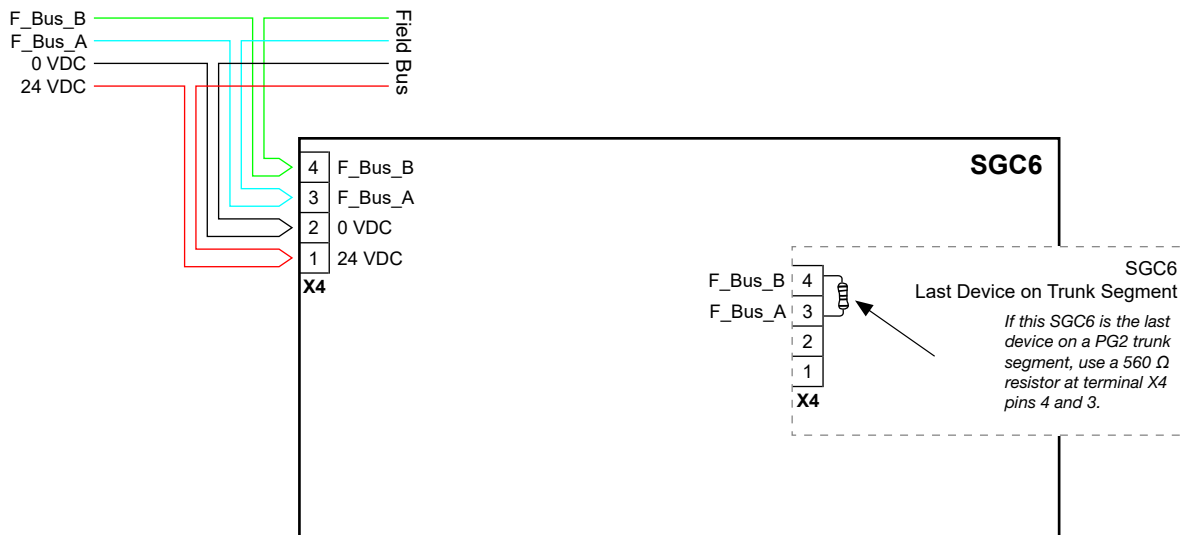 F_Bus_B
F_Bus_A
0 VDC
24 VDC
Field Bus
SGC6
4 F_Bus_B
3 F_Bus_A
2 0 VDC
1 24 VDC
X4
SGC6
Last Device on Trunk Segment
F_Bus_B 4
F_Bus_A 3
2
1
X4
If this SGC6 is the last
device on a PG2 trunk
segment, use a 560 Ω
resistor at terminal X4
pins 4 and 3.